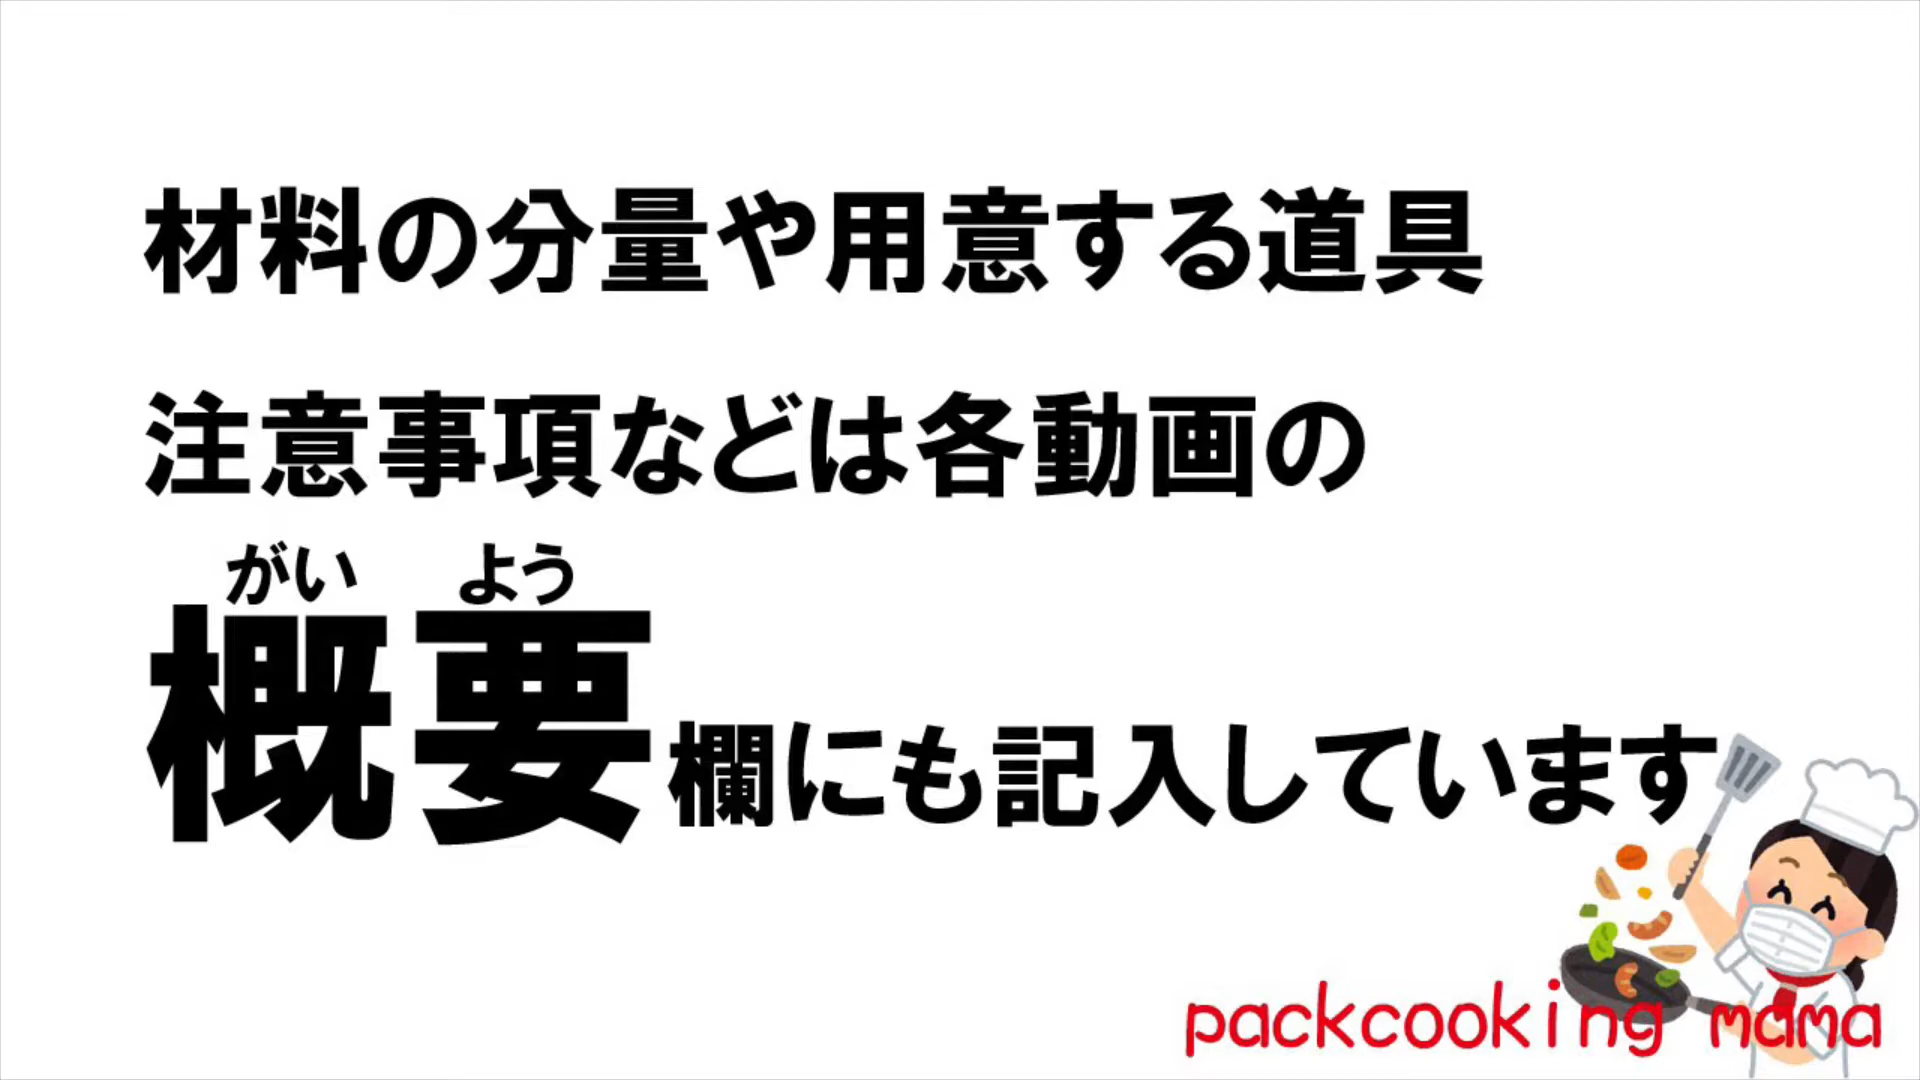 材料の分量や用意する道具
注意事項などは各動画の
がい よう
概要欄にも記入しています
packcooking mama